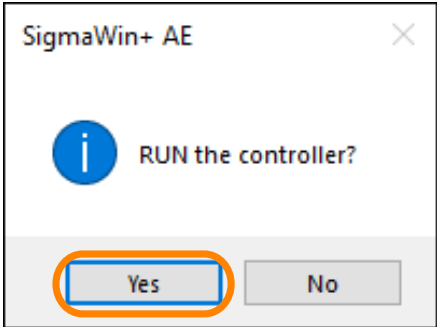 SigmaWin+ AE
RUN the controller?
Yes
No